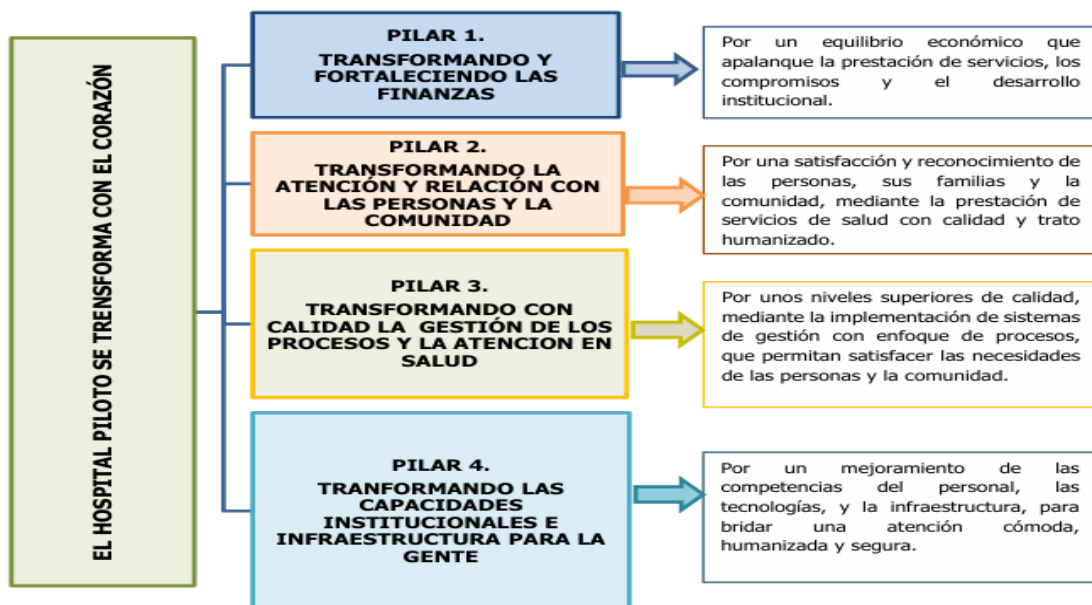 EL HOSPITAL PILOTO SE TRENSFORMA CON EL CORAZÓN
PILAR 1.
TRANSFORMANDO Y
FORTALECIENDO LAS
FINANZAS
Por un equilibrio económico que
apalanque la prestación de servicios, los
compromisos y el desarrollo
institucional.
PILAR 2.
TRANSFORMANDO LA
ATENCIÓN Y RELACIÓN CON
LAS PERSONAS Y LA
COMUNIDAD
Por una satisfacción y reconocimiento de
las personas, sus familias y la
comunidad, mediante la prestación de
servicios de salud con calidad y trato
humanizado.
PILAR 3.
TRANSFORMANDO CON
CALIDAD LA GESTIÓN DE LOS
PROCESOS Y LA ATENCION EN
SALUD
Por unos niveles superiores de calidad,
mediante la implementación de sistemas
de gestión con enfoque de procesos,
que permitan satisfacer las necesidades
de las personas y la comunidad.
PILAR 4.
TRANFORMANDO LAS
CAPACIDADES
INSTITUCIONALES E
INFRAESTRUCTURA PARA LA
GENTE
Por un mejoramiento de las
competencias del personal, las
tecnologías, y la infraestructura, para
bridar una atención cómoda,
humanizada y segura.